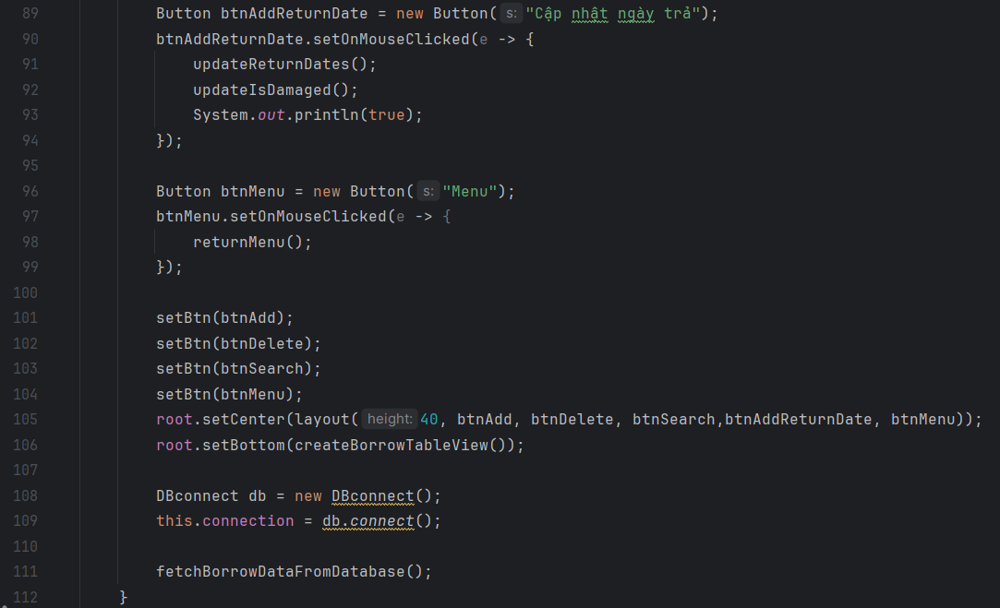 89 Button btnAddReturnDate = new Button( s: "Cập nhật ngày trả");
90 btnAddReturnDate.setOnMouseClicked(e -> {
91 updateReturnDates();
92 updateIsDamaged();
93 System.out.println(true);
94 });
95
96 Button btnMenu = new Button( s: "Menu");
97 btnMenu.setOnMouseClicked(e -> {
98 returnMenu();
99 });
100
101 setBtn(btnAdd);
102 setBtn(btnDelete);
103 setBtn(btnSearch);
104 setBtn(btnMenu);
105 root.setCenter(layout( height: 40, btnAdd, btnDelete, btnSearch,btnAddReturnDate, btnMenu));
106 root.setBottom(createBorrowTableView());
107
108 DBconnect db = new DBconnect();
109 this.connection = db.connect();
110
111 fetchBorrowDataFromDatabase();
112 }